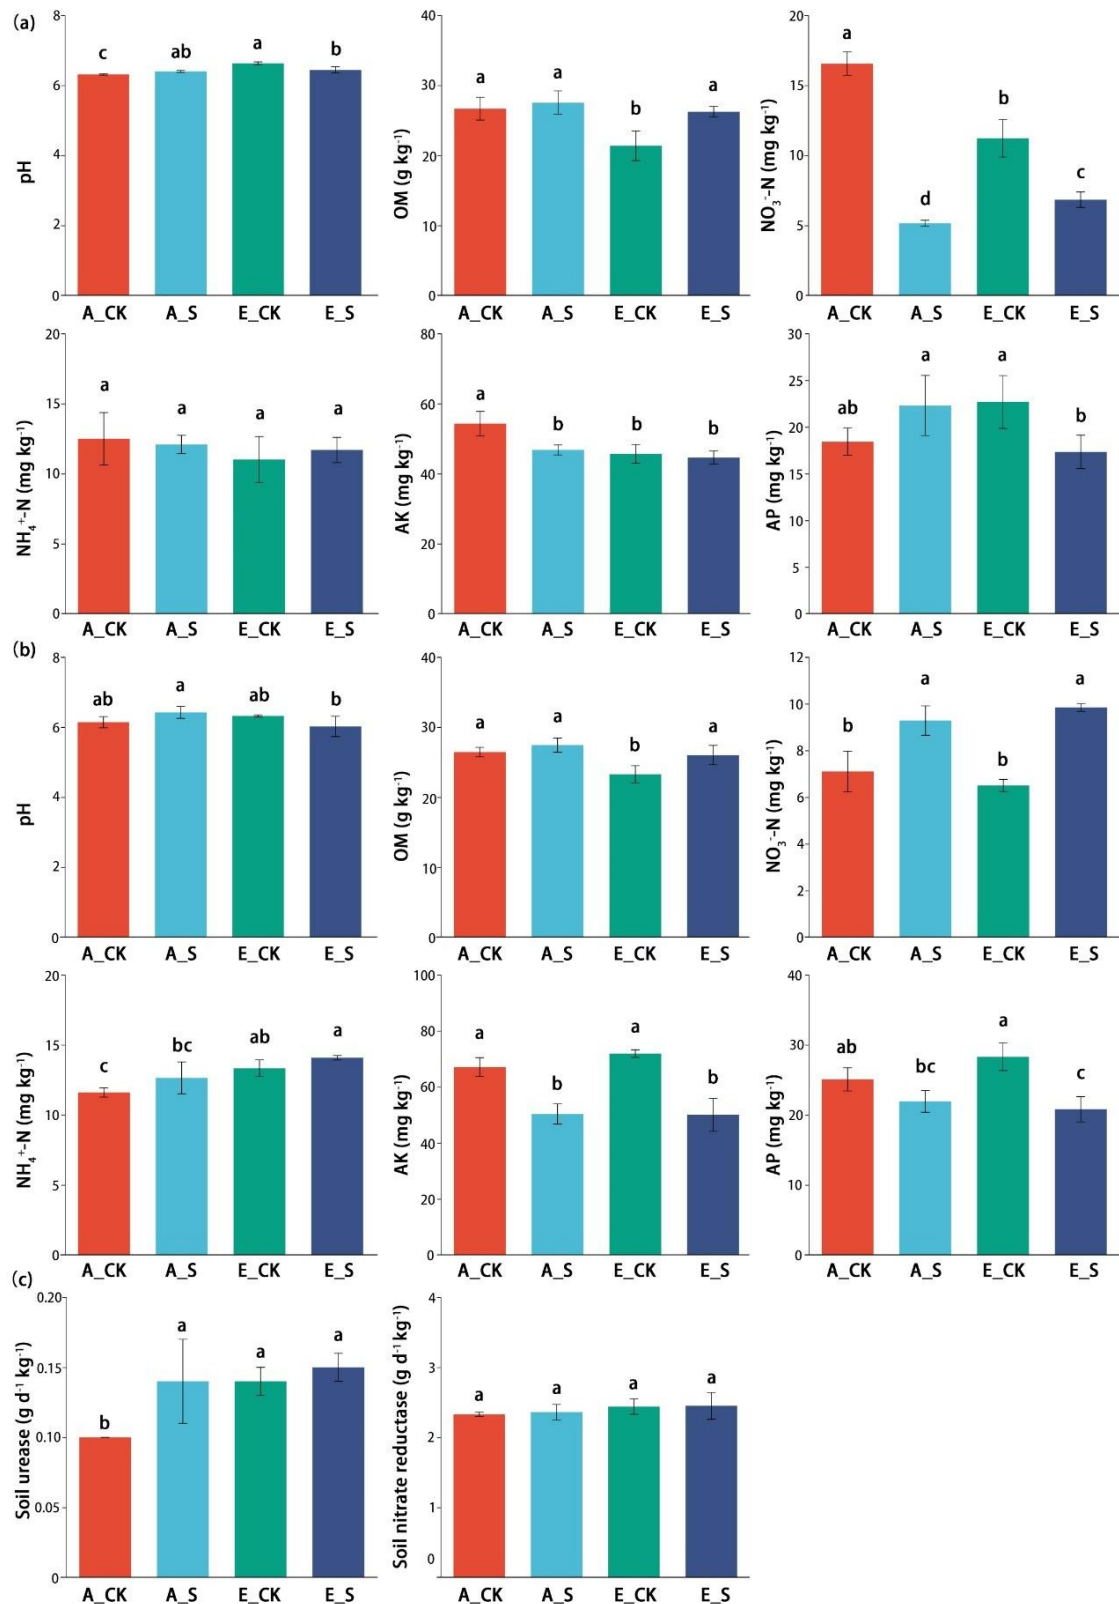 (a)
8
6
4
2
0
pH
c
ab
a
b
A_CK
A_S
E_CK
E_S
40
30
20
10
0
OM (g kg⁻¹)
a
a
b
a
A_CK
A_S
E_CK
E_S
20
15
10
5
0
NO₃⁻-N (mg kg⁻¹)
a
d
b
c
A_CK
A_S
E_CK
E_S
20
15
10
5
0
NH₄⁺-N (mg kg⁻¹)
a
a
a
a
A_CK
A_S
E_CK
E_S
80
60
40
20
0
AK (mg kg⁻¹)
a
b
b
b
A_CK
A_S
E_CK
E_S
30
25
20
15
10
5
0
AP (mg kg⁻¹)
ab
a
a
b
A_CK
A_S
E_CK
E_S
(b)
8
6
4
2
0
pH
ab
a
ab
b
A_CK
A_S
E_CK
E_S
40
30
20
10
0
OM (g kg⁻¹)
a
a
b
a
A_CK
A_S
E_CK
E_S
12
10
8
6
4
2
0
NO₃⁻-N (mg kg⁻¹)
b
a
b
a
A_CK
A_S
E_CK
E_S
20
15
10
5
0
NH₄⁺-N (mg kg⁻¹)
c
bc
ab
a
A_CK
A_S
E_CK
E_S
100
80
60
40
20
0
AK (mg kg⁻¹)
a
b
a
b
A_CK
A_S
E_CK
E_S
40
30
20
10
0
AP (mg kg⁻¹)
ab
bc
a
c
A_CK
A_S
E_CK
E_S
(c)
0.20
0.15
0.10
0.05
0
Soil urease (g d⁻¹ kg⁻¹)
b
a
a
a
A_CK
A_S
E_CK
E_S
4
3
2
1
0
Soil nitrate reductase (g d⁻¹ kg⁻¹)
a
a
a
a
A_CK
A_S
E_CK
E_S